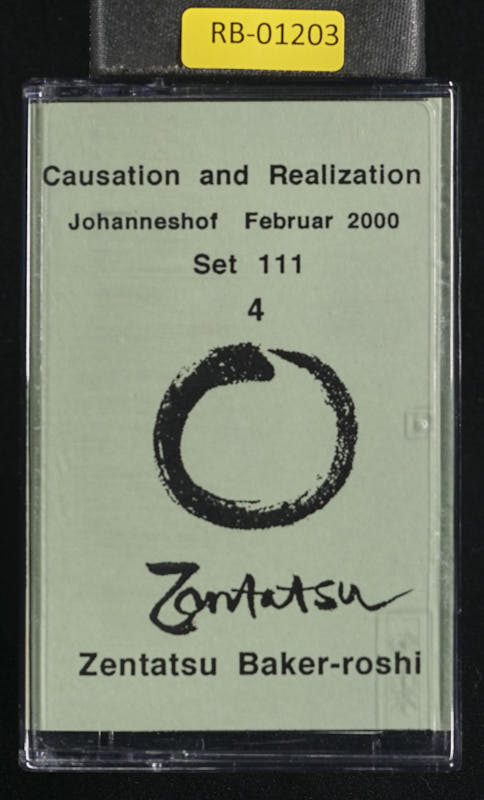 RB-01203
Causation and Realization
Johanneshof Februar 2000
Set 111
4
Zentatsu
Zentatsu Baker-roshi